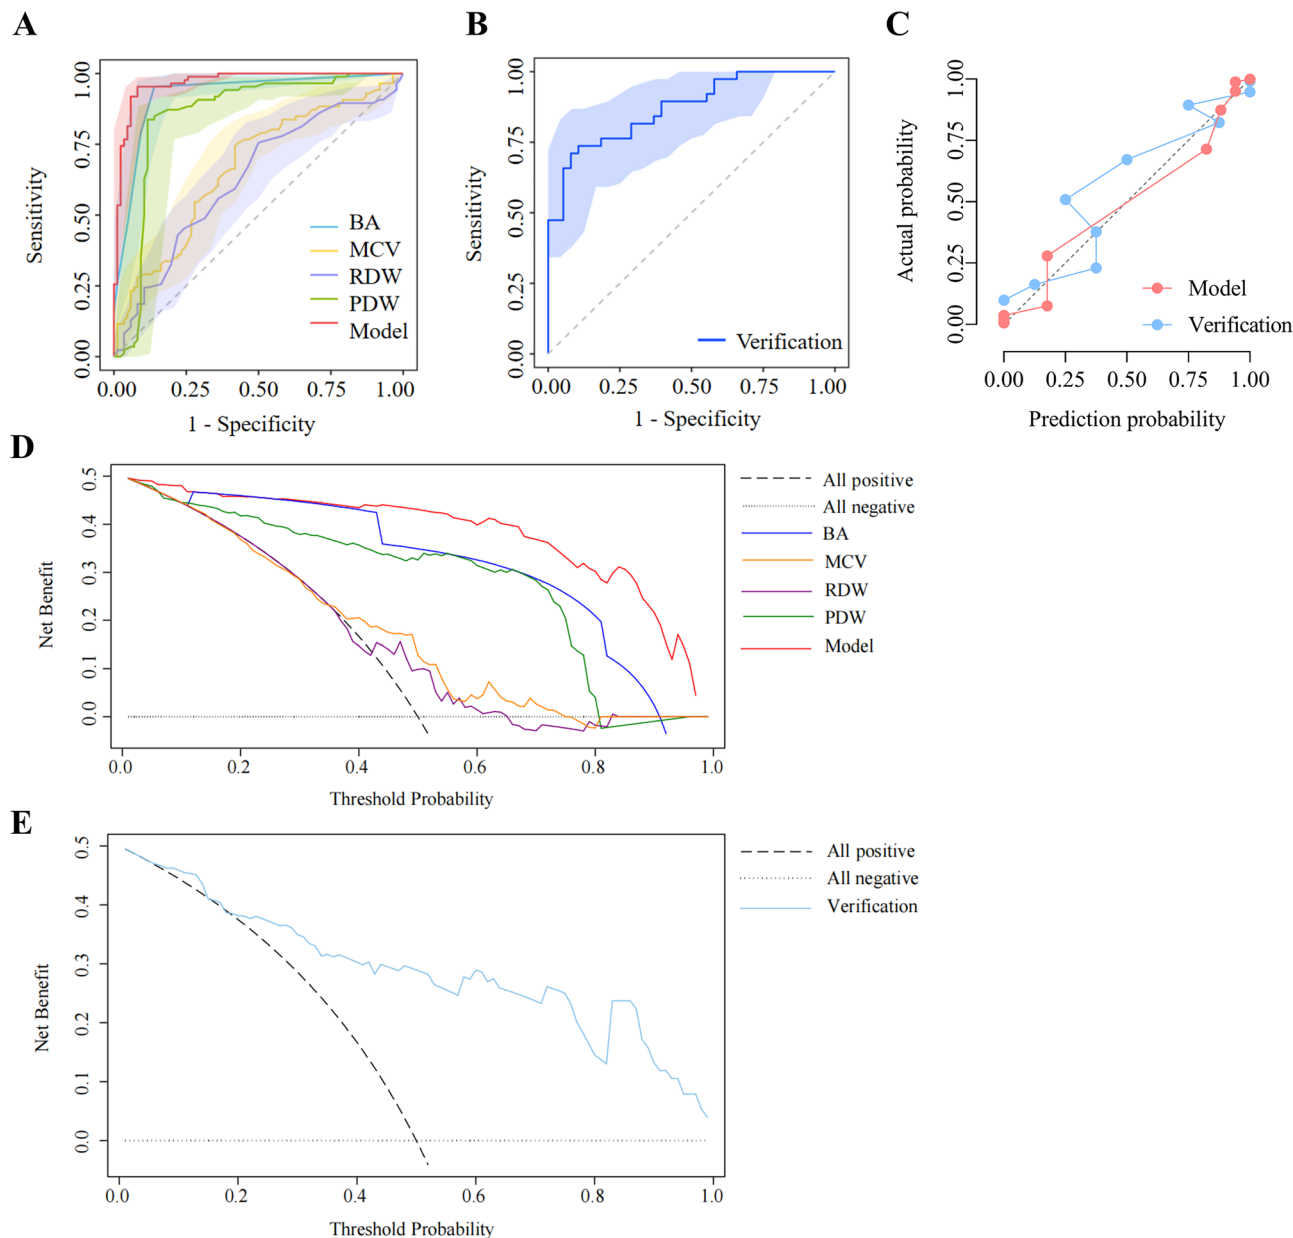 A
1.00
0.75
0.50
0.25
0.00
Sensitivity
BA
MCV
RDW
PDW
Model
0.00 0.25 0.50 0.75 1.00
1 - Specificity
B
1.00
0.75
0.50
0.25
0.00
Sensitivity
Verification
0.00 0.25 0.50 0.75 1.00
1 - Specificity
C
1.00
0.75
0.50
0.25
0.00
Actual probability
Model
Verification
0.00 0.25 0.50 0.75 1.00
Prediction probability
D
0.5
0.4
0.3
0.2
0.1
0.0
Net Benefit
0.0 0.2 0.4 0.6 0.8 1.0
Threshold Probability
All positive
All negative
BA
MCV
RDW
PDW
Model
E
0.5
0.4
0.3
0.2
0.1
0.0
Net Benefit
0.0 0.2 0.4 0.6 0.8 1.0
Threshold Probability
All positive
All negative
Verification